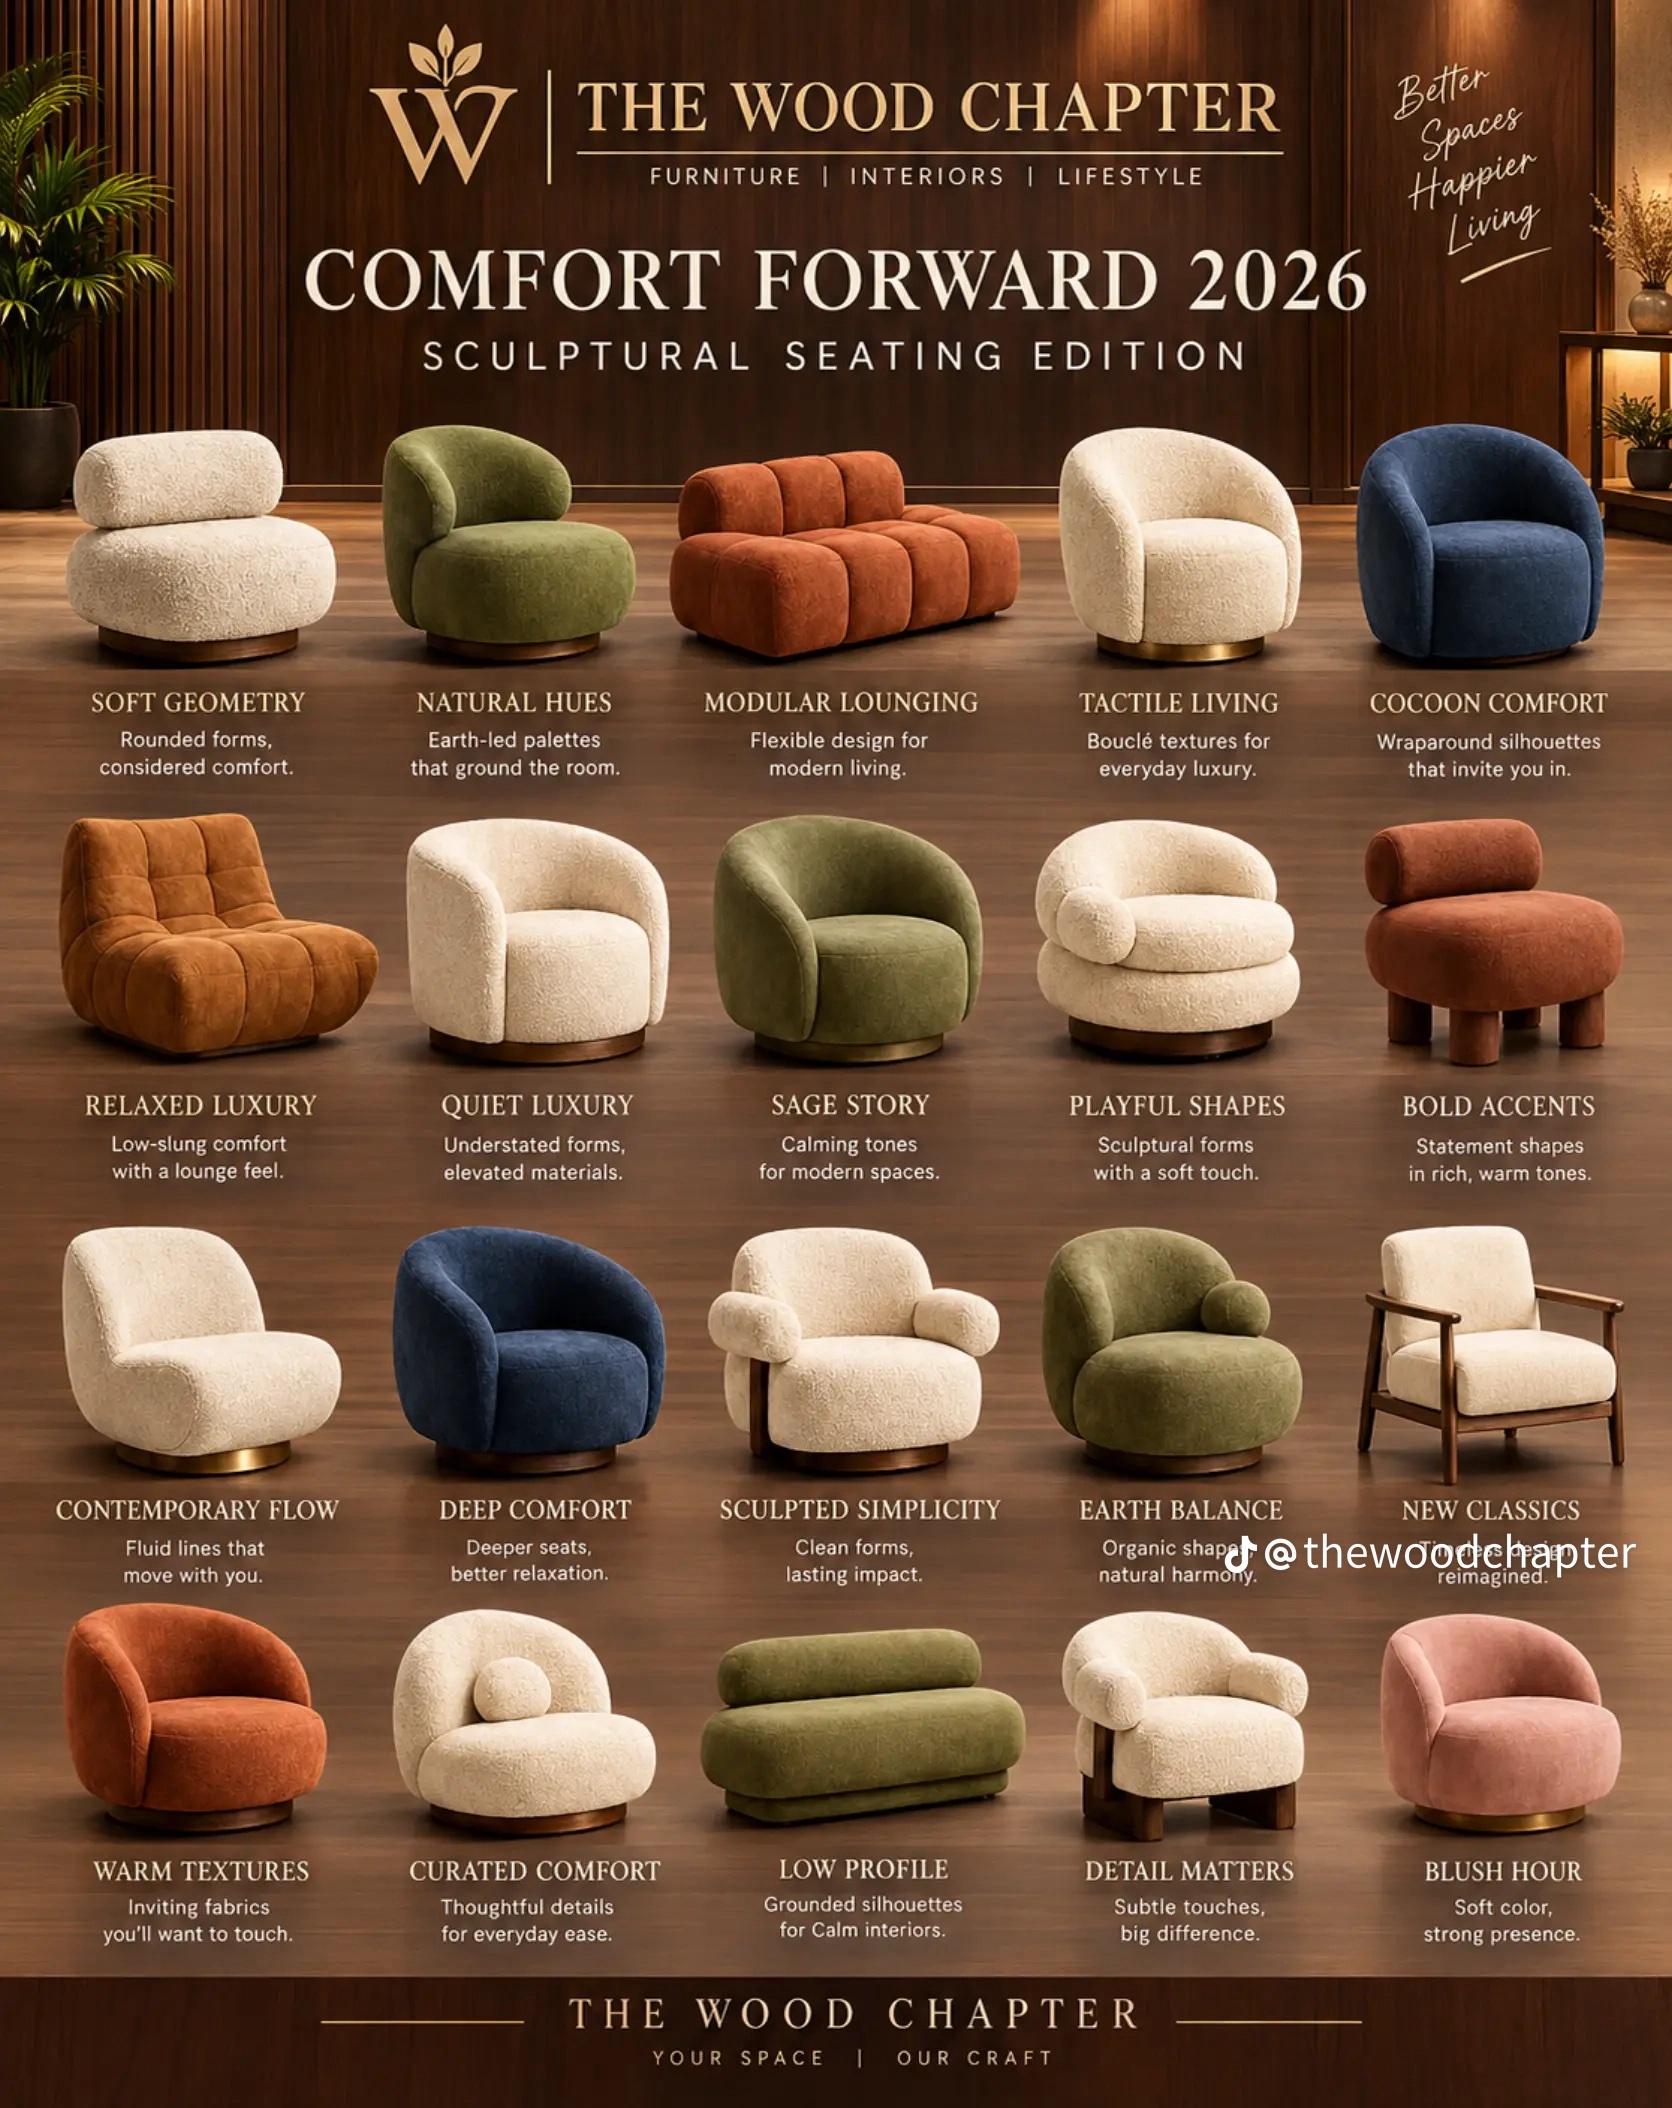 W
THE WOOD CHAPTER
FURNITURE | INTERIORS | LIFESTYLE
Better
Spaces
Happier
Living
COMFORT FORWARD 2026
SCULPTURAL SEATING EDITION
SOFT GEOMETRY
Rounded forms,
considered comfort.
NATURAL HUES
Earth-led palettes
that ground the room.
MODULAR LOUNGING
Flexible design for
modern living.
TACTILE LIVING
Bouclé textures for
everyday luxury.
COCOON COMFORT
Wraparound silhouettes
that invite you in.
RELAXED LUXURY
Low-slung comfort
with a lounge feel.
QUIET LUXURY
Understated forms,
elevated materials.
SAGE STORY
Calming tones
for modern spaces.
PLAYFUL SHAPES
Sculptural forms
with a soft touch.
BOLD ACCENTS
Statement shapes
in rich, warm tones.
CONTEMPORARY FLOW
Fluid lines that
move with you.
DEEP COMFORT
Deeper seats,
better relaxation.
SCULPTED SIMPLICITY
Clean forms,
lasting impact.
EARTH BALANCE
Organic shapes,
natural harmony.
NEW CLASSICS
Timeless design
reimagined.
@thewoodchapter
WARM TEXTURES
Inviting fabrics
you'll want to touch.
CURATED COMFORT
Thoughtful details
for everyday ease.
LOW PROFILE
Grounded silhouettes
for Calm interiors.
DETAIL MATTERS
Subtle touches,
big difference.
BLUSH HOUR
Soft color,
strong presence.
THE WOOD CHAPTER
YOUR SPACE | OUR CRAFT